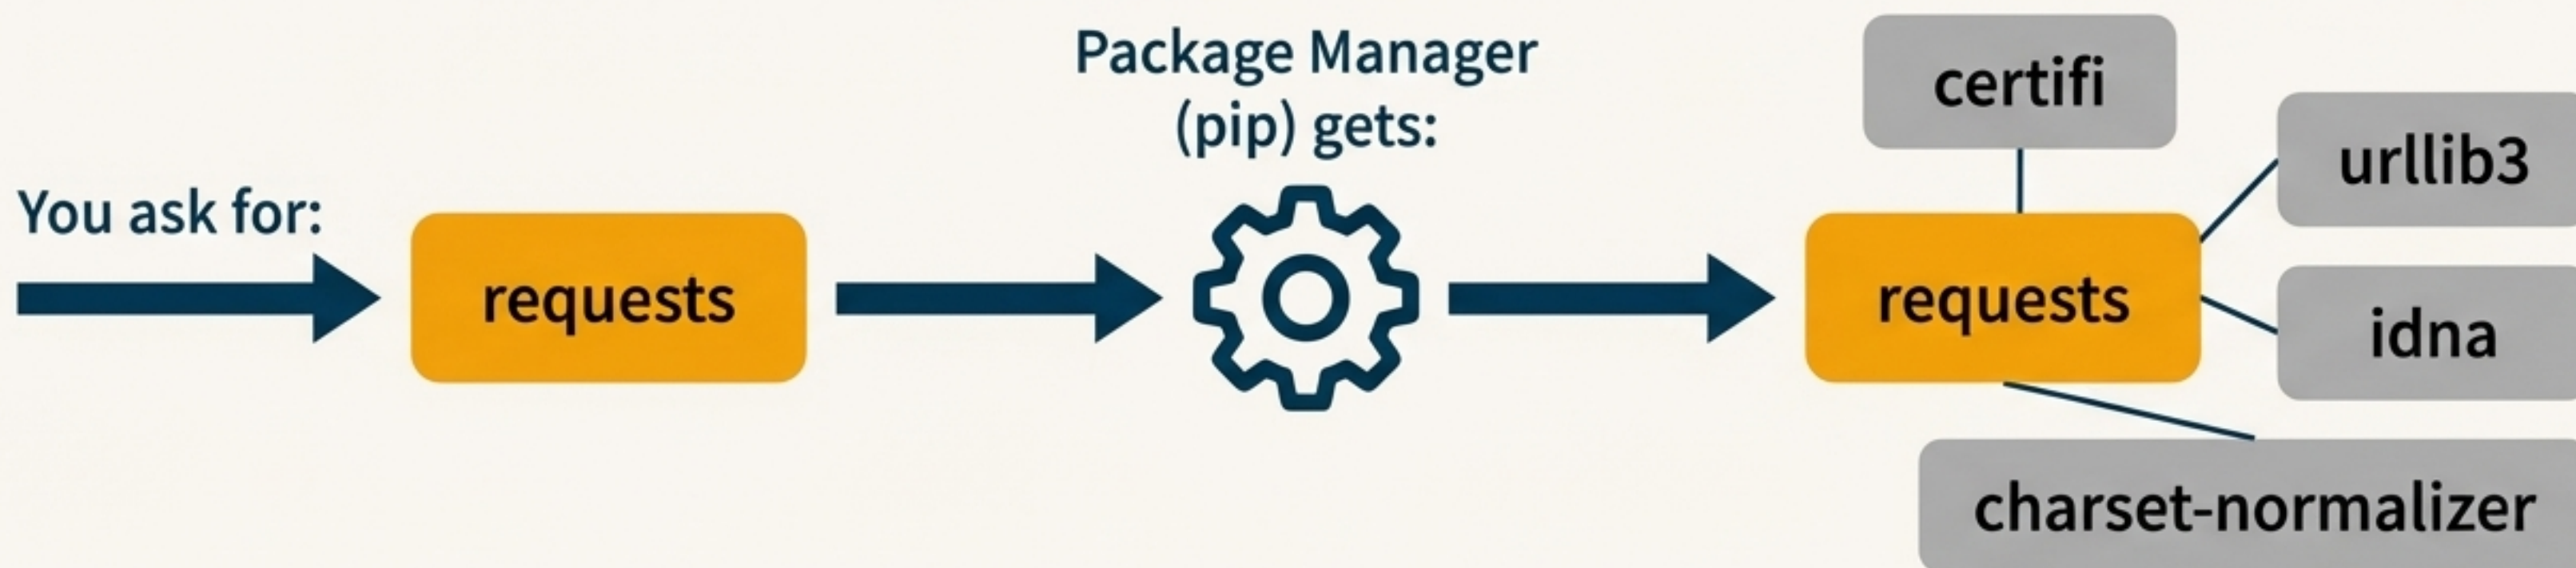 You ask for:
requests
Package Manager
(pip) gets:
certifi
urllib3
requests
idna
charset-normalizer